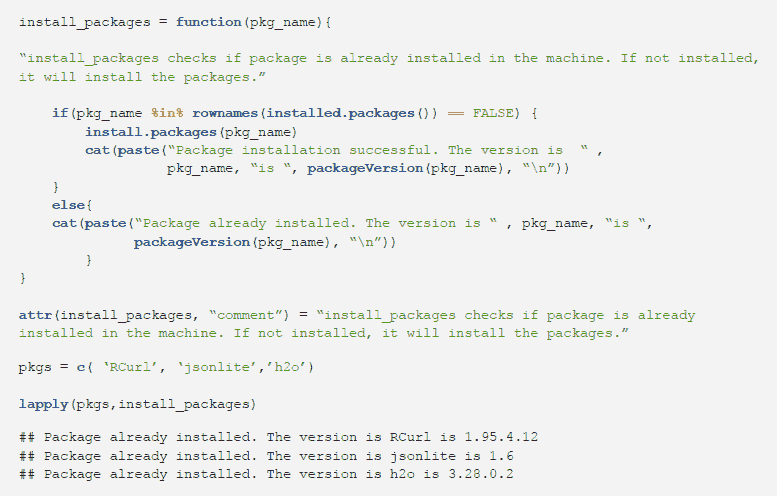 install_packages = function(pkg_name){
“install_packages checks if package is already installed in the machine. If not installed,
it will install the packages.”
if(pkg_name %in% rownames(installed.packages()) == FALSE) {
install.packages(pkg_name)
cat(paste(“Package installation successful. The version is “ ,
pkg_name, “is “, packageVersion(pkg_name), “\n”))
}
else{
cat(paste(“Package already installed. The version is “ , pkg_name, “is “,
packageVersion(pkg_name), “\n”))
}
}
attr(install_packages, “comment”) = “install_packages checks if package is already
installed in the machine. If not installed, it will install the packages.”
pkgs = c( ‘RCurl’, ‘jsonlite’,’h2o’)
lapply(pkgs,install_packages)
## Package already installed. The version is RCurl is 1.95.4.12
## Package already installed. The version is jsonlite is 1.6
## Package already installed. The version is h2o is 3.28.0.2